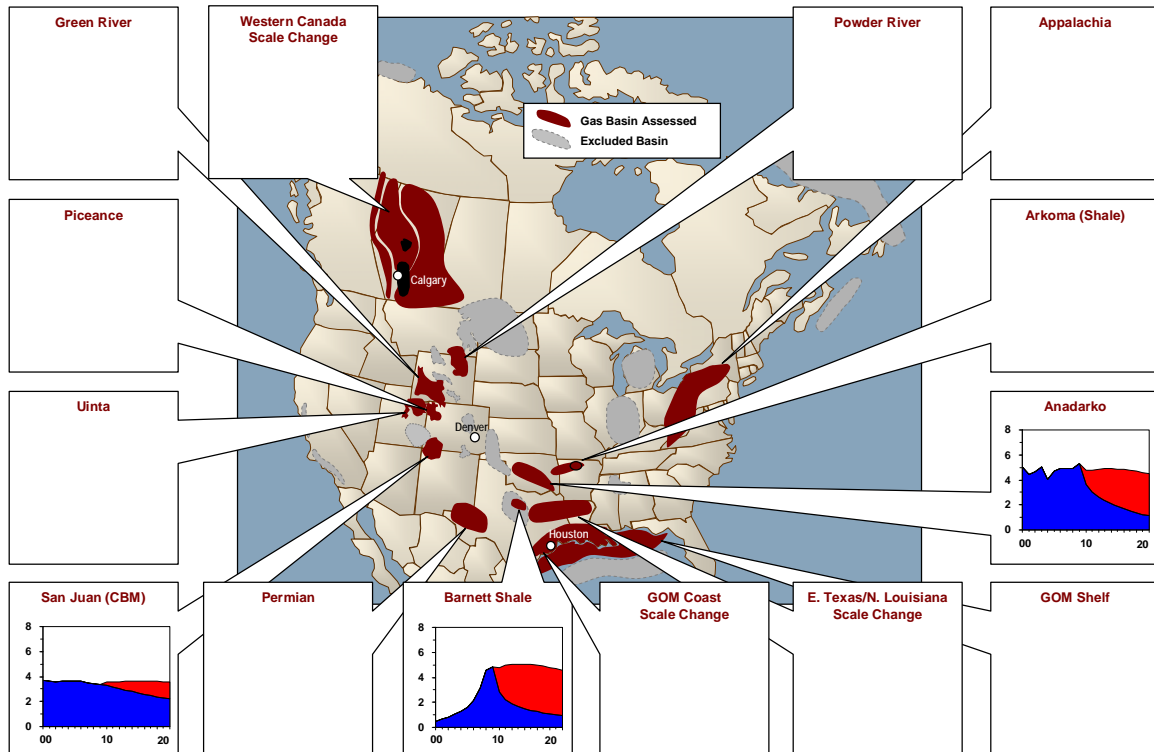 Green River
Western Canada
Scale Change
Powder River
Appalachia
Gas Basin Assessed
Excluded Basin
Piceance
Arkoma (Shale)
Calgary
Uinta
Denver
Anadarko
8
6
4
2
0
00
10
20
Houston
San Juan (CBM)
8
6
4
2
0
00
10
20
Permian
Barnett Shale
8
6
4
2
0
00
10
20
GOM Coast
Scale Change
E. Texas/N. Louisiana
Scale Change
GOM Shelf